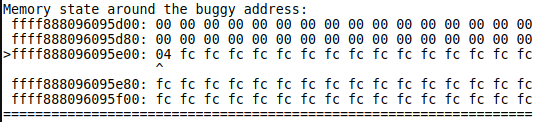 Memory state around the buggy address:
 ffff888096095d00: 00 00 00 00 00 00 00 00 00 00 00 00 00 00 00 00
 ffff888096095d80: 00 00 00 00 00 00 00 00 00 00 00 00 00 00 00 00
>ffff888096095e00: 04 fc fc fc fc fc fc fc fc fc fc fc fc fc fc fc
                   ^
 ffff888096095e80: fc fc fc fc fc fc fc fc fc fc fc fc fc fc fc fc
 ffff888096095f00: fc fc fc fc fc fc fc fc fc fc fc fc fc fc fc fc
==================================================================